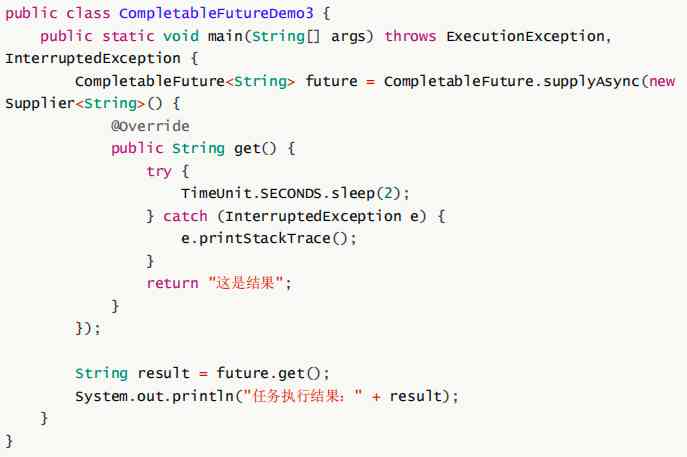 public class CompletableFutureDemo3 {
    public static void main(String[] args) throws ExecutionException,
InterruptedException {
        CompletableFuture<String> future = CompletableFuture.supplyAsync(new
Supplier<String>() {
            @Override
            public String get() {
                try {
                    TimeUnit.SECONDS.sleep(2);
                } catch (InterruptedException e) {
                    e.printStackTrace();
                }
                return "这是结果";
            }
        });

        String result = future.get();
        System.out.println("任务执行结果：" + result);
    }
}